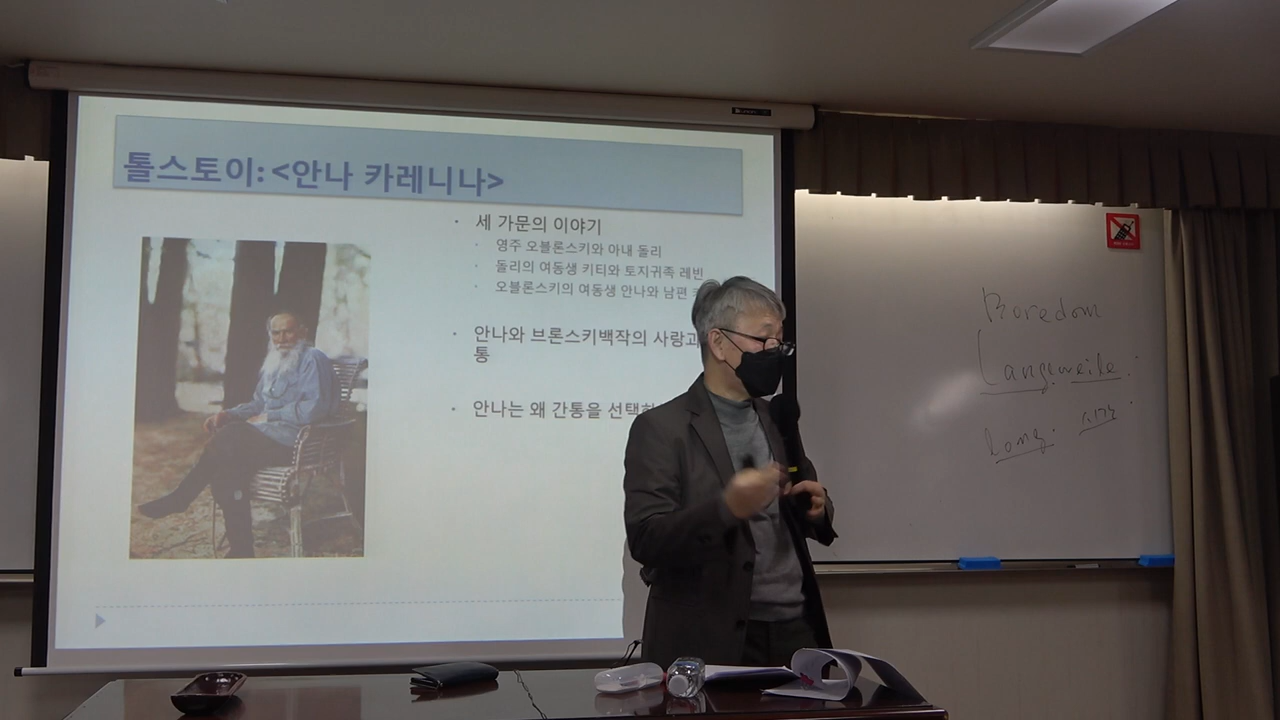 톨스토이: <안나 카레니나>
• 세 가문의 이야기
• 영주 오블론스키와 아내 돌리
• 돌리의 여동생 키티와 토지귀족 레빈
• 오블론스키의 여동생 안나와 남편
• 안나와 브론스키백작의 사랑과
통
• 안나는 왜 간통을 선택
Boredom
Langeweile
long. 시간